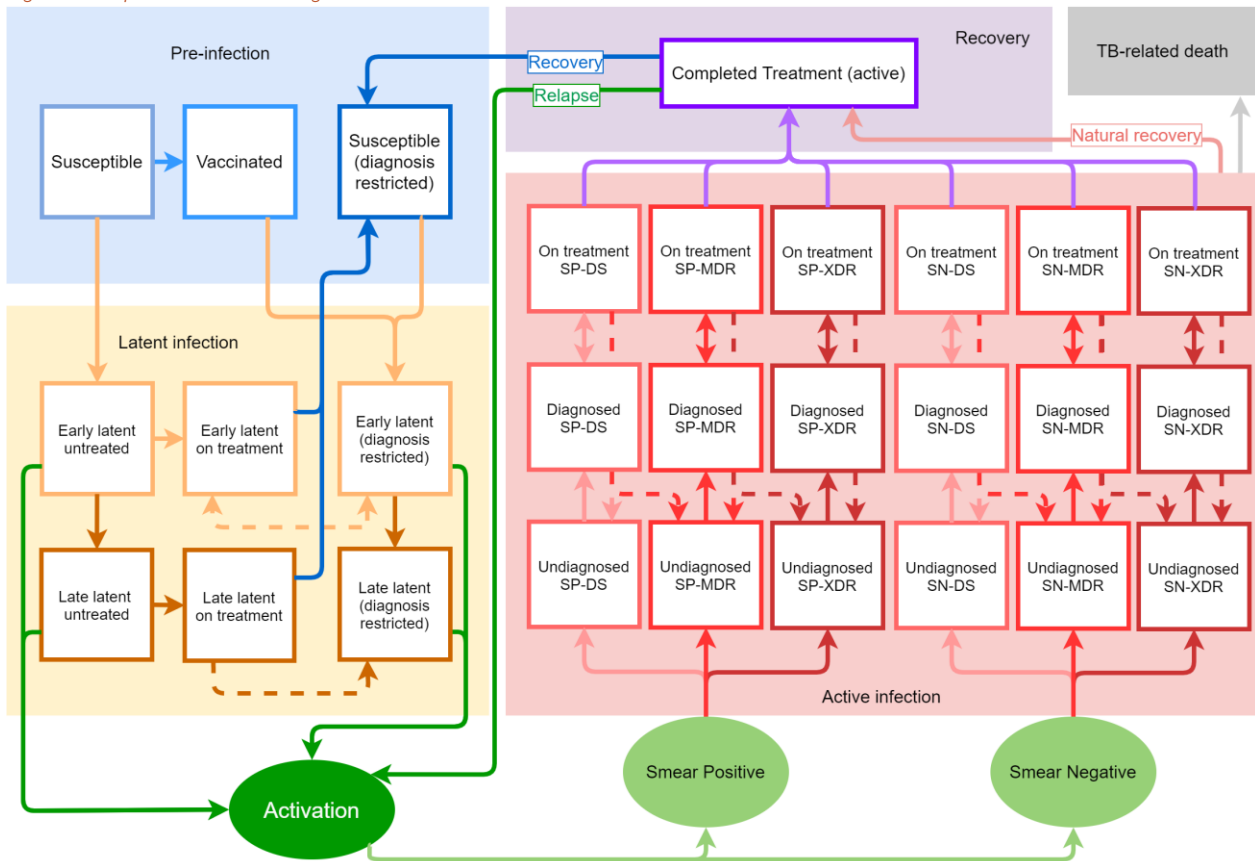 Pre-infection
Recovery
TB-related death
Recovery
Relapse
Completed Treatment (active)
Natural recovery
Susceptible
Vaccinated
Susceptible
(diagnosis
restricted)
On treatment
SP-DS
On treatment
SP-MDR
On treatment
SP-XDR
On treatment
SN-DS
On treatment
SN-MDR
On treatment
SN-XDR
Latent infection
Early latent
untreated
Early latent
on treatment
Early latent
(diagnosis
restricted)
Diagnosed
SP-DS
Diagnosed
SP-MDR
Diagnosed
SP-XDR
Diagnosed
SN-DS
Diagnosed
SN-MDR
Diagnosed
SN-XDR
Late latent
untreated
Late latent
on treatment
Late latent
(diagnosis
restricted)
Undiagnosed
SP-DS
Undiagnosed
SP-MDR
Undiagnosed
SP-XDR
Undiagnosed
SN-DS
Undiagnosed
SN-MDR
Undiagnosed
SN-XDR
Active infection
Activation
Smear Positive
Smear Negative